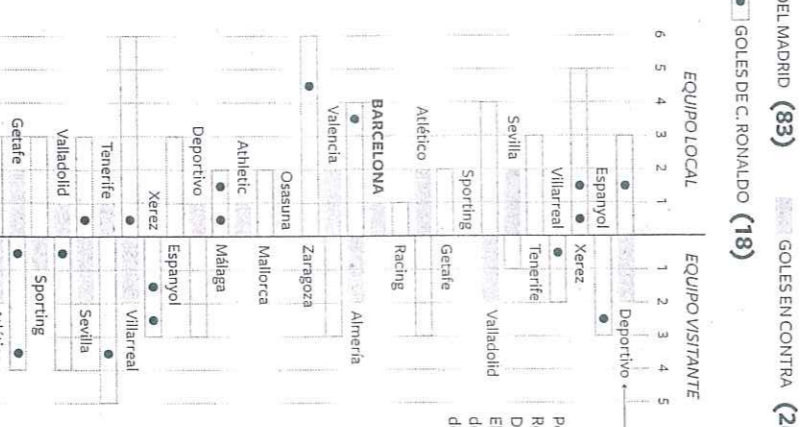 DEL MADRID (83) GOLES EN CONTRA
GOLES DE C. RONALDO (18)
EQUIPO LOCAL EQUIPO VISITANTE
6 5 4 3 2 1 1 2 3 4 5
Deportivo
Espanyol
Xerez
Villarreal
Tenerife
Sevilla
Valladolid
Sporting
Getafe
Atlético
Racing
BARCELONA
Almería
Valencia
Zaragoza
Osasuna
Mallorca
Athletic
Málaga
Deportivo
Espanyol
Xerez
Villarreal
Tenerife
Sevilla
Valladolid
Sporting
Getafe